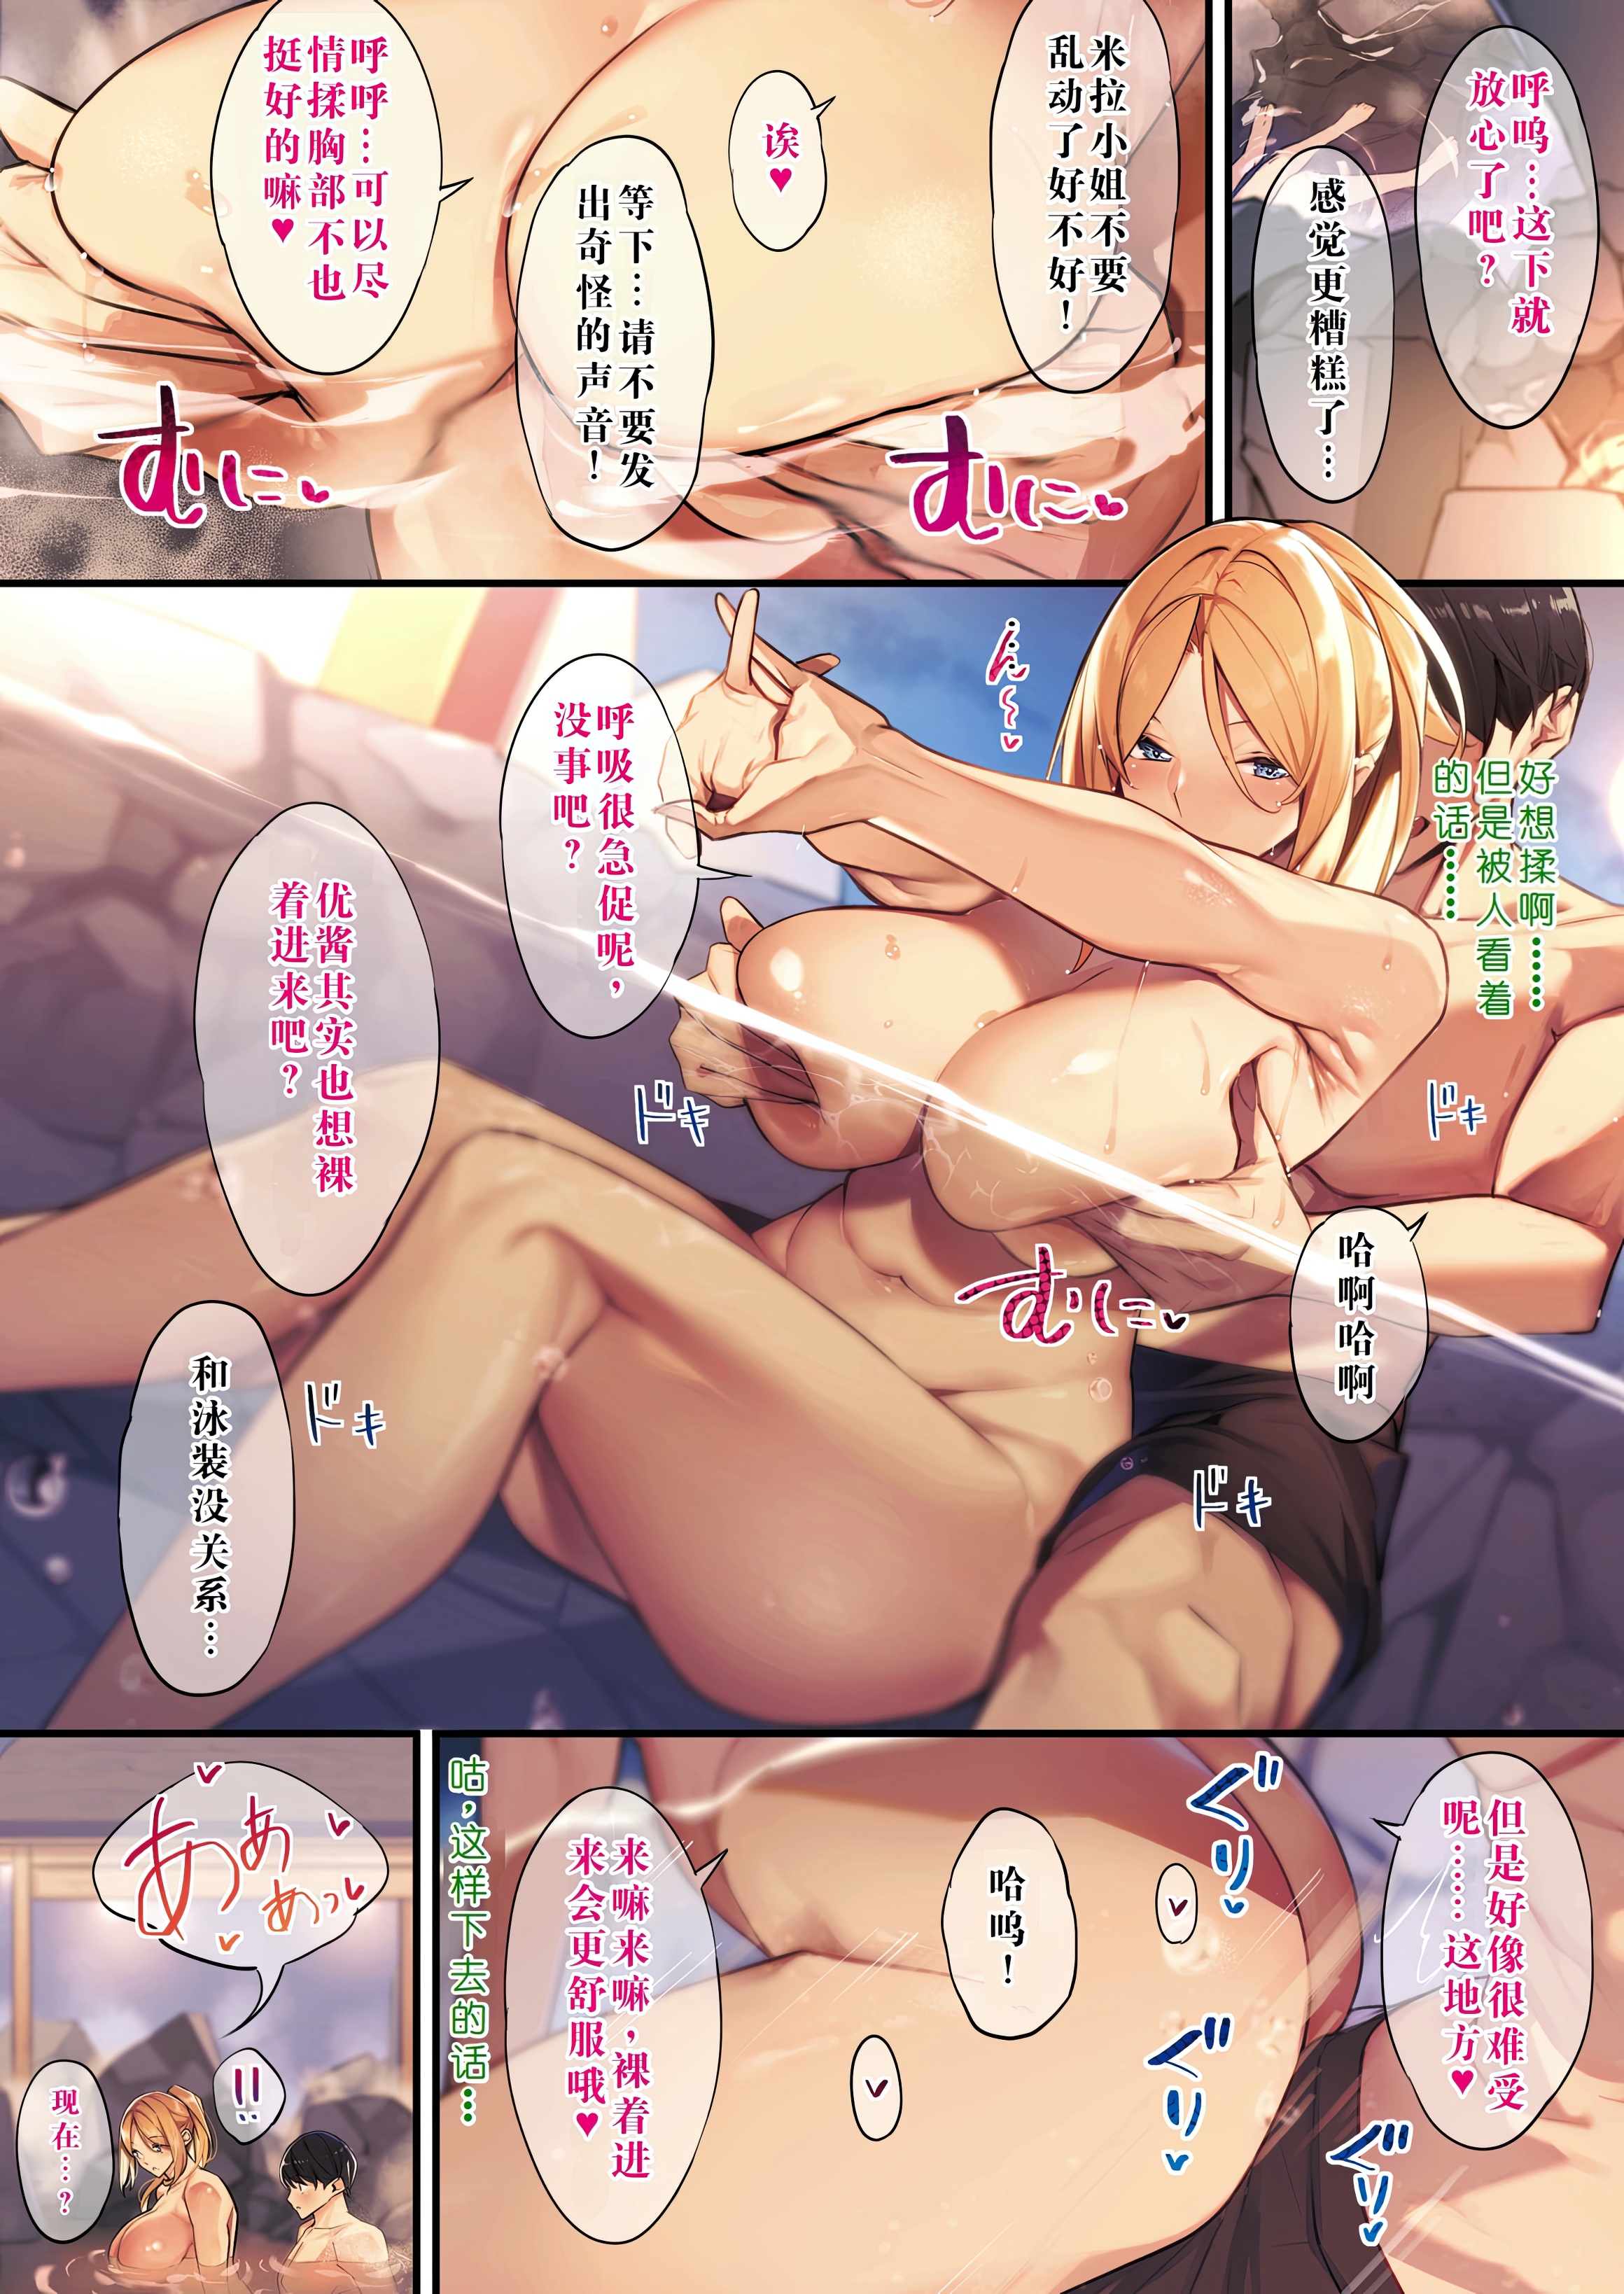 呼呜…这下就
放心了吧？
感觉更糟糕了…
米拉小姐不要
乱动了好不好！
诶♥
等下…请不要发
出奇怪的声音！
呼呼…可以尽
情揉胸部不也
挺好的嘛♥
むに♥
むに♥
…ん～♥
好想揉啊……
但是被人看着
的话……
呼吸很急促呢，
没事吧？
优酱其实也想裸
着进来吧？
ドキ
ドキ
哈啊哈啊
むに♥
和泳装没关系…
ドキ
ドキ
但是好像很难受
呢……这地方♥
ぐり♥
哈呜！
♥
ぐり♥
♥
ぐり♥
来嘛来嘛，裸着进
来会更舒服哦♥
咕，这样下去的话…
ああ
あっ♥
!!
现在…？